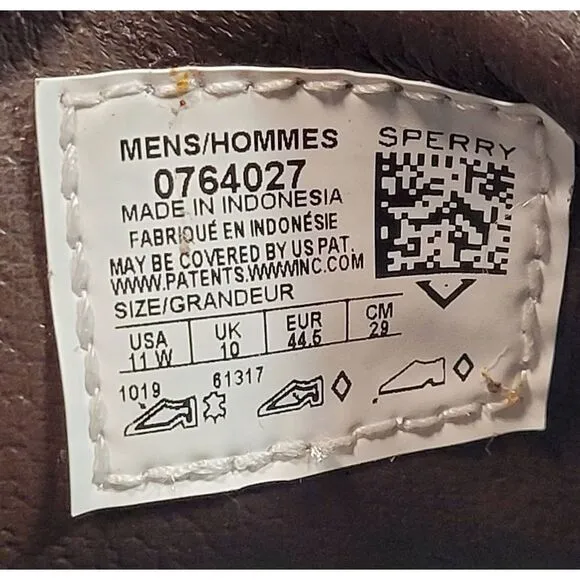 MENS/HOMMES
SPERRY
0764027
MADE IN INDONESIA
FABRIQUÉ EN INDONÉSIE
MAY BE COVERED BY US PAT.
WWW.PATENTS.WWWINC.COM
SIZE/GRANDEUR
USA UK EUR CM
11 W 10 44.5 29
1019 61317